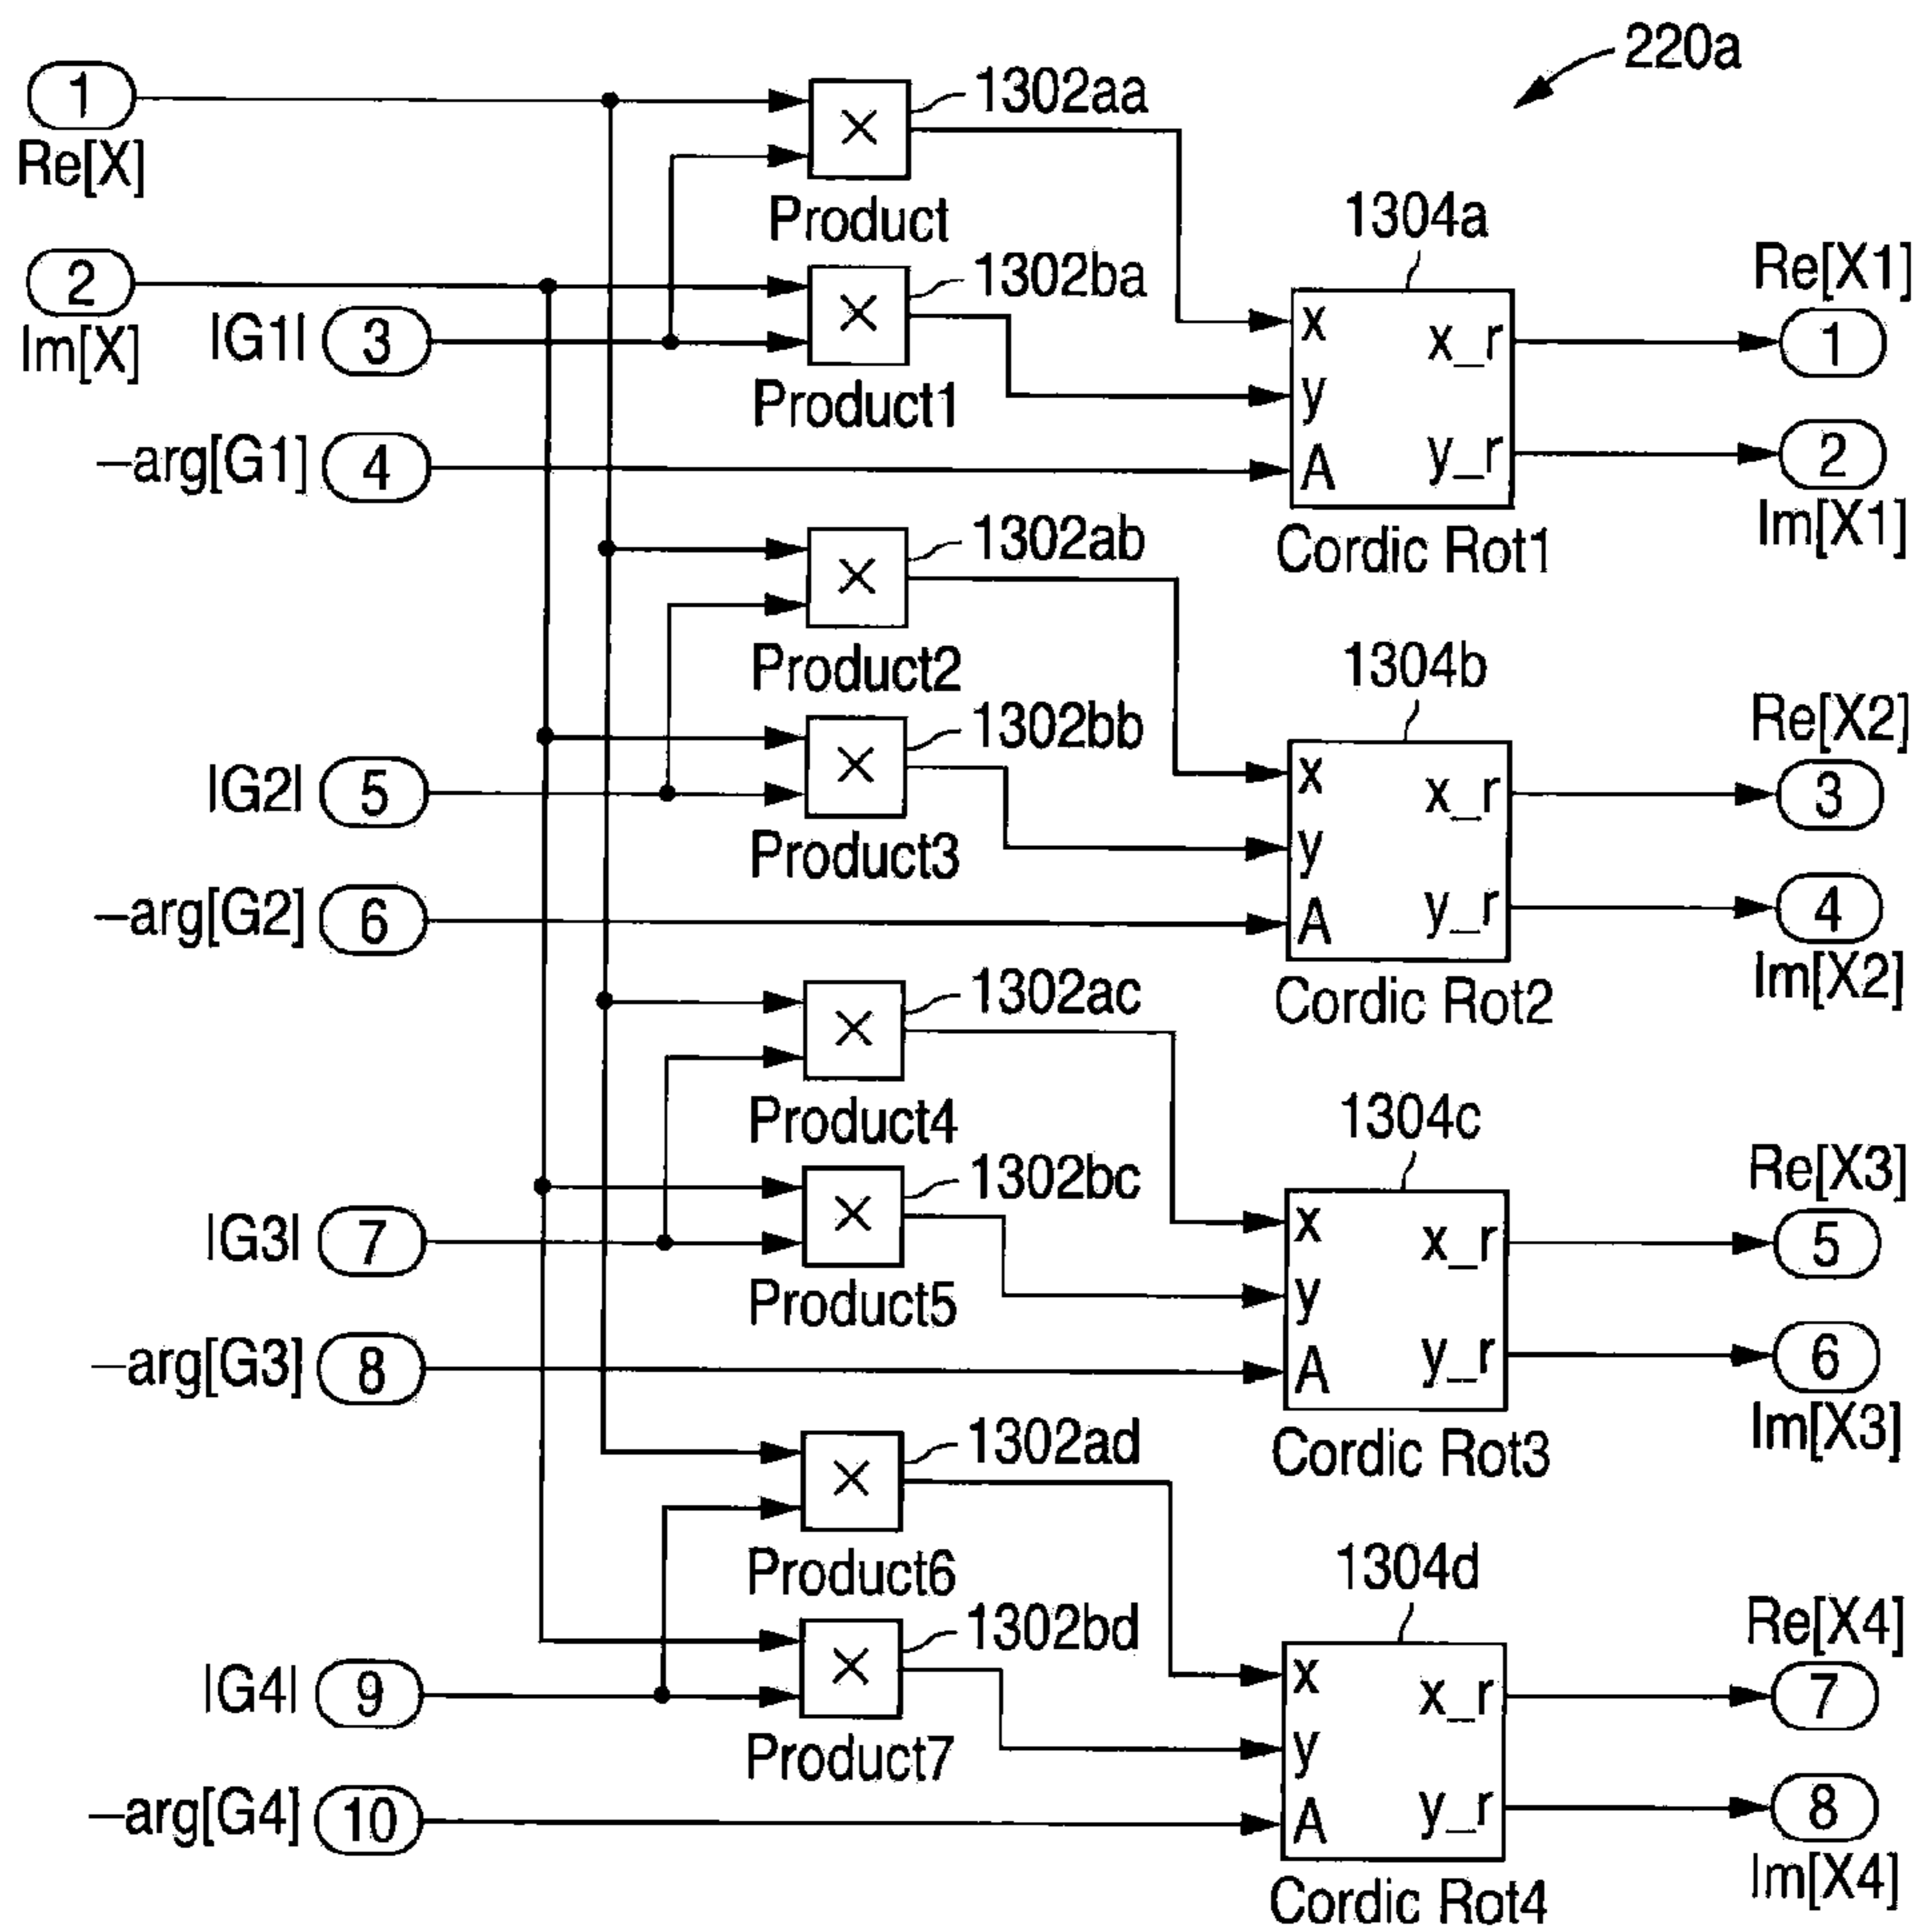 220a
1
Re[X]
1302aa
×
Product
2
Im[X]
1302ba
×
Product1
|G1|
3
–arg[G1]
4
1304a
x
y
A
x_r
y_r
Cordic Rot1
Re[X1]
1
2
Im[X1]
1302ab
×
Product2
1302bb
×
Product3
|G2|
5
–arg[G2]
6
1304b
x
y
A
x_r
y_r
Cordic Rot2
Re[X2]
3
4
Im[X2]
1302ac
×
Product4
1302bc
×
Product5
|G3|
7
–arg[G3]
8
1304c
x
y
A
x_r
y_r
Cordic Rot3
Re[X3]
5
6
Im[X3]
1302ad
×
Product6
1302bd
×
Product7
|G4|
9
–arg[G4]
10
1304d
x
y
A
x_r
y_r
Cordic Rot4
Re[X4]
7
8
Im[X4]